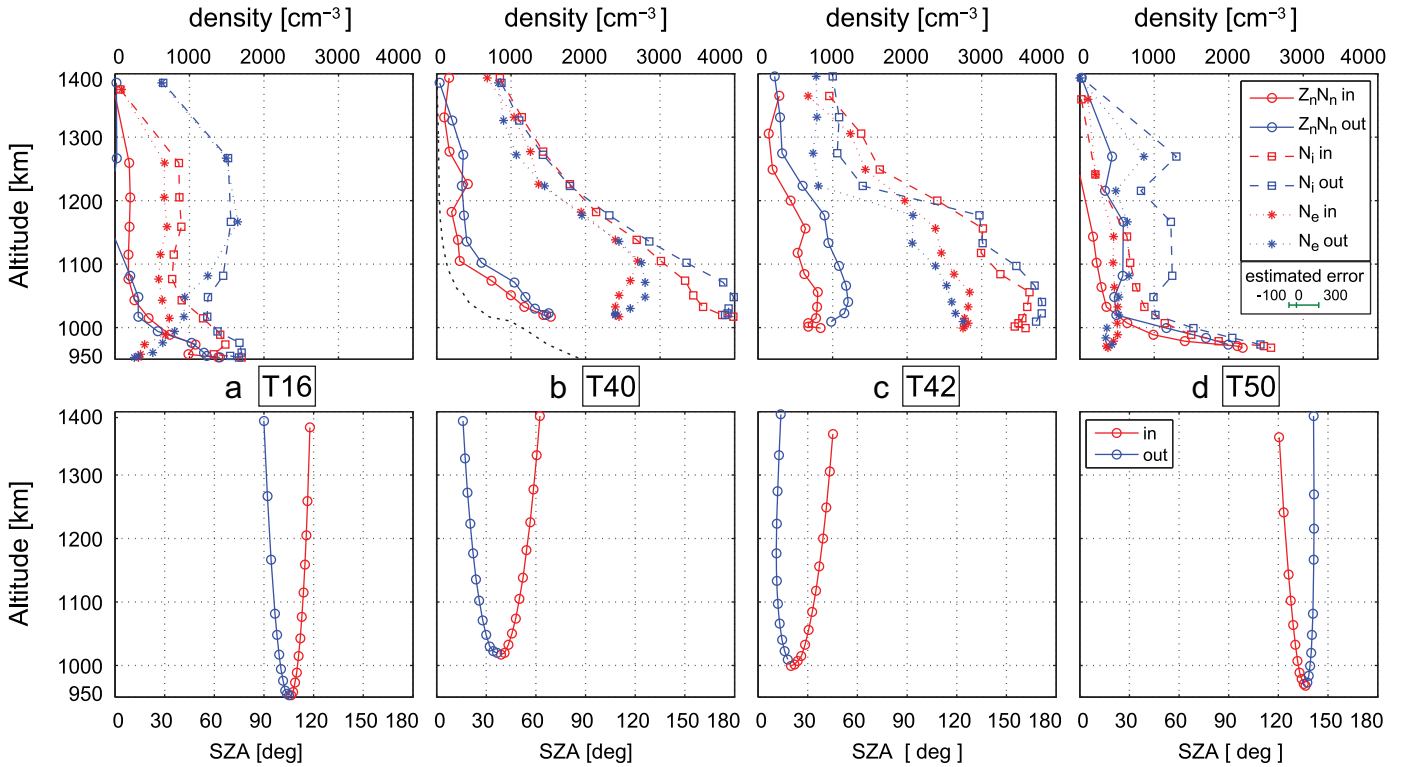 density [cm⁻³] density [cm⁻³] density [cm⁻³] density [cm⁻³]
0 1000 2000 3000 4000 0 1000 2000 3000 4000 0 1000 2000 3000 4000 0 1000 2000 3000 4000
1400
1300
1200
1100
1000
950
Altitude [km]
ZnNn in
ZnNn out
Ni in
Ni out
Ne in
Ne out
estimated error
-100 0 300
a T16 b T40 c T42 d T50
1400
1300
1200
1100
1000
950
Altitude [km]
in
out
0 30 60 90 120 150 180 0 30 60 90 120 150 180 0 30 60 90 120 150 180 0 30 60 90 120 150 180
SZA [deg] SZA [deg] SZA [ deg ] SZA [ deg ]